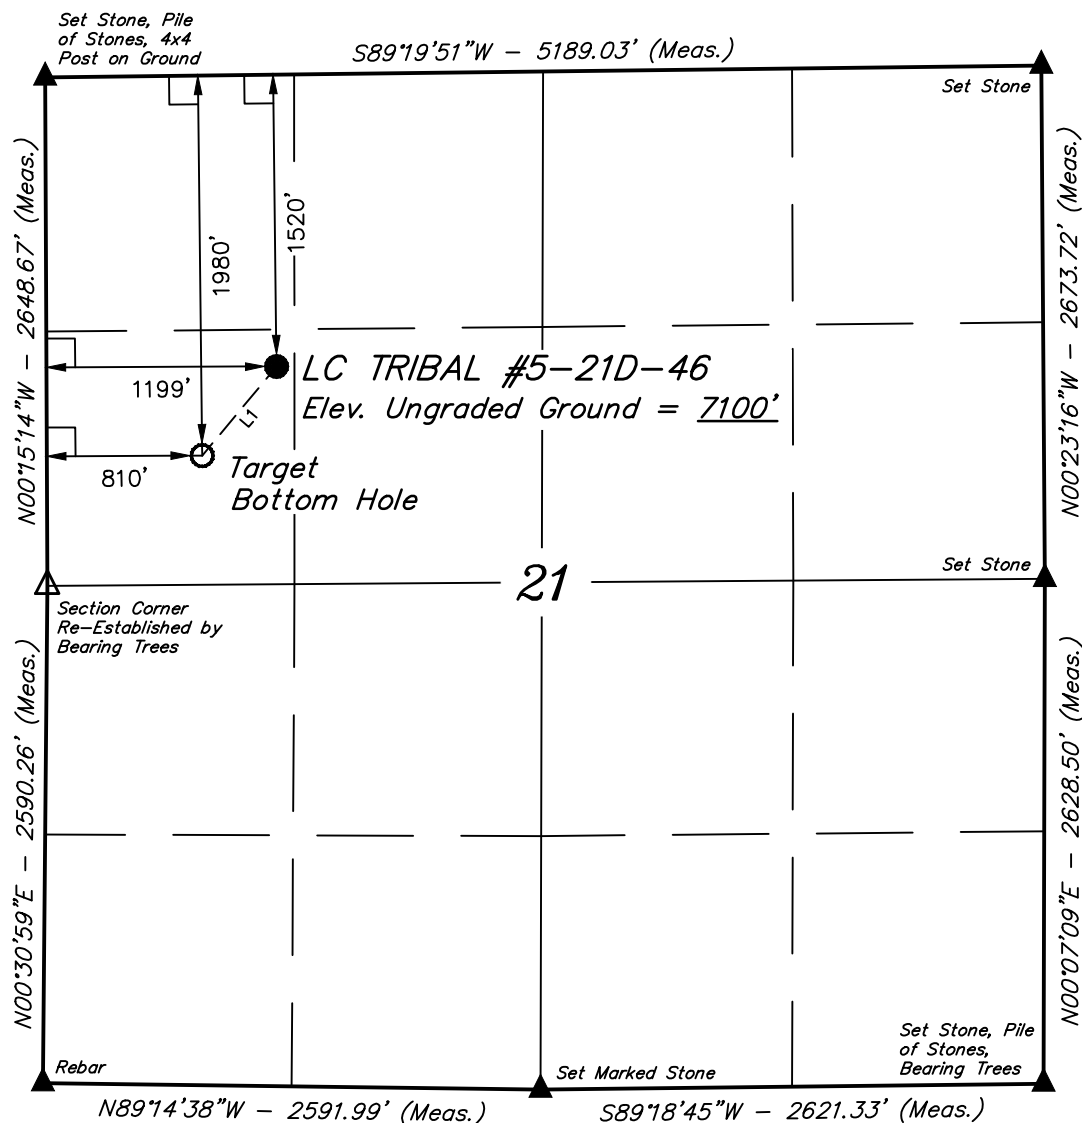 Set Stone, Pile
of Stones, 4x4
Post on Ground
S89°19'51"W - 5189.03' (Meas.)
Set Stone
N00°15'14"W - 2648.67' (Meas.)
N00°23'16"W - 2673.72' (Meas.)
1980'
1520'
1199'
LC TRIBAL #5-21D-46
Elev. Ungraded Ground = 7100'
L1
810'
Target
Bottom Hole
21
Set Stone
Section Corner
Re-Established by
Bearing Trees
N00°30'59"E - 2590.26' (Meas.)
N00°07'09"E - 2628.50' (Meas.)
Rebar
Set Marked Stone
Set Stone, Pile
of Stones,
Bearing Trees
N89°14'38"W - 2591.99' (Meas.)
S89°18'45"W - 2621.33' (Meas.)